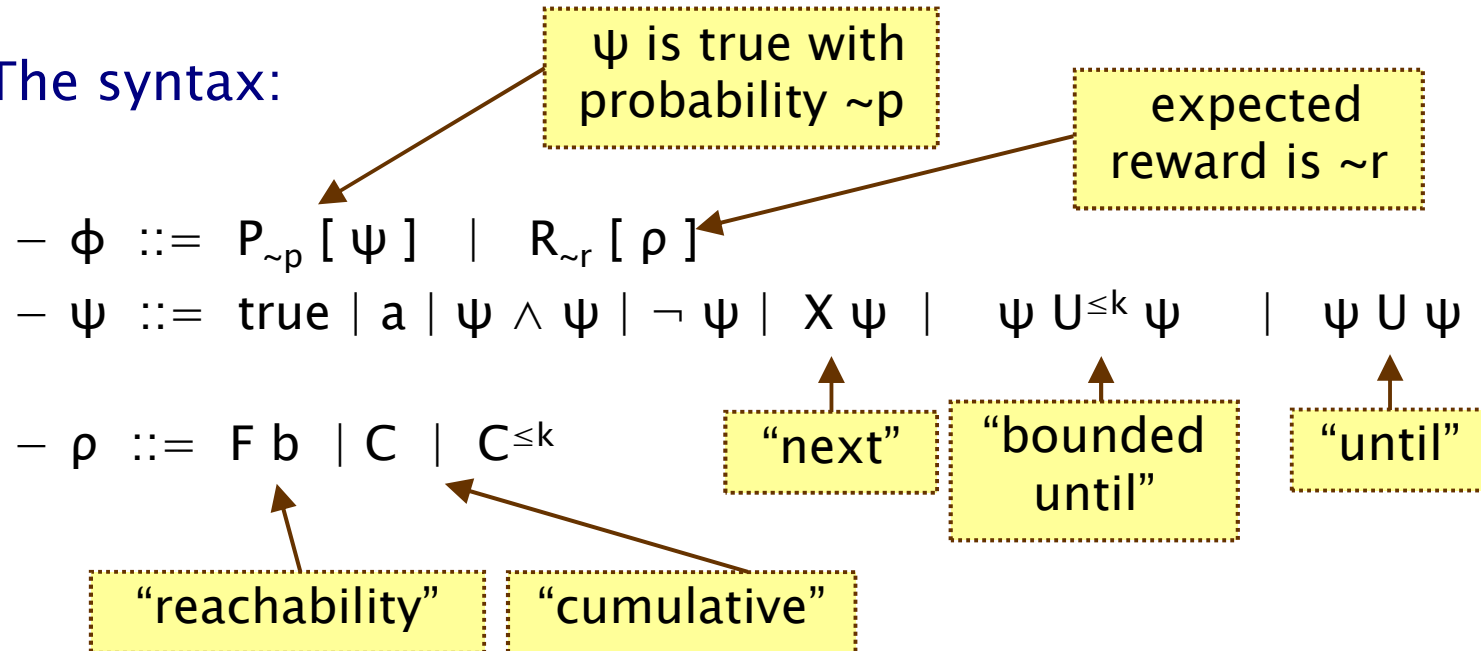 ψ is true with
probability ~p
The syntax:
expected
reward is ~r
– ϕ ::= P~p [ ψ ] | R~r [ ρ ]
– ψ ::= true | a | ψ ∧ ψ | ¬ ψ | X ψ | ψ U≤k ψ | ψ U ψ
– ρ ::= F b | C | C≤k
“next”
“bounded
until”
“until”
“reachability”
“cumulative”